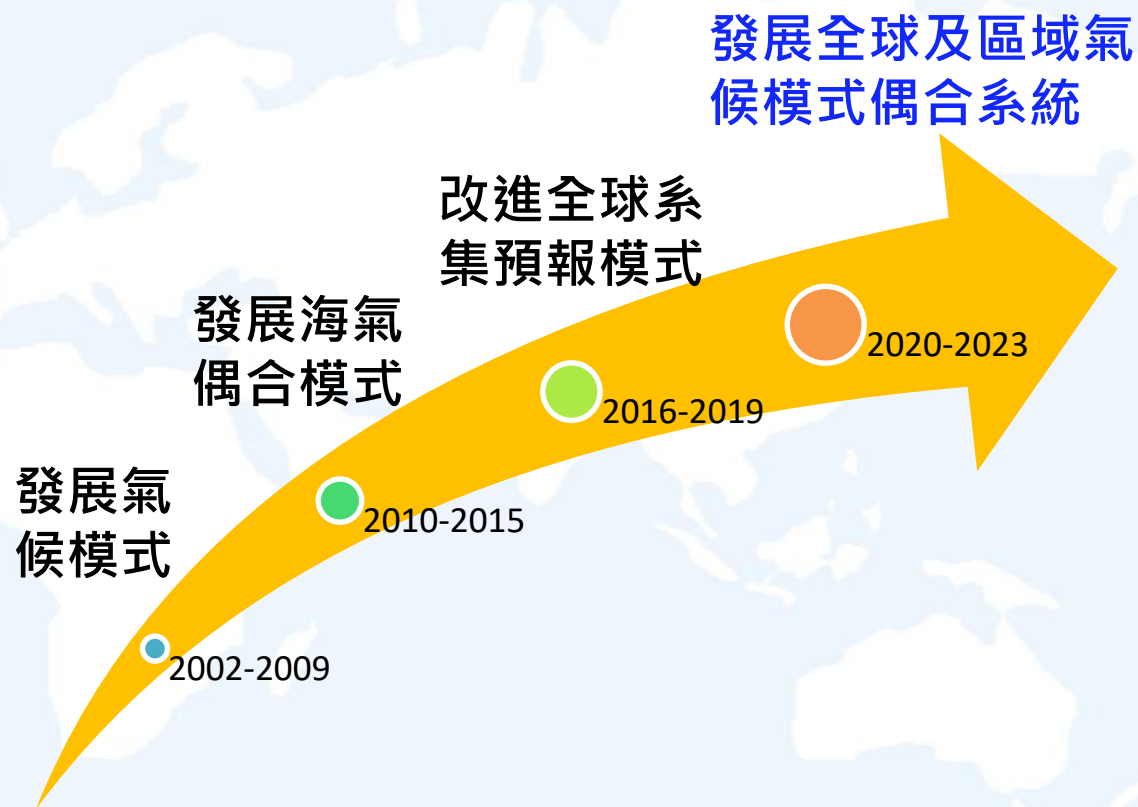 發展全球及區域氣
候模式偶合系統
改進全球系
集預報模式
2020-2023
發展海氣
偶合模式
2016-2019
發展氣
候模式
2010-2015
2002-2009